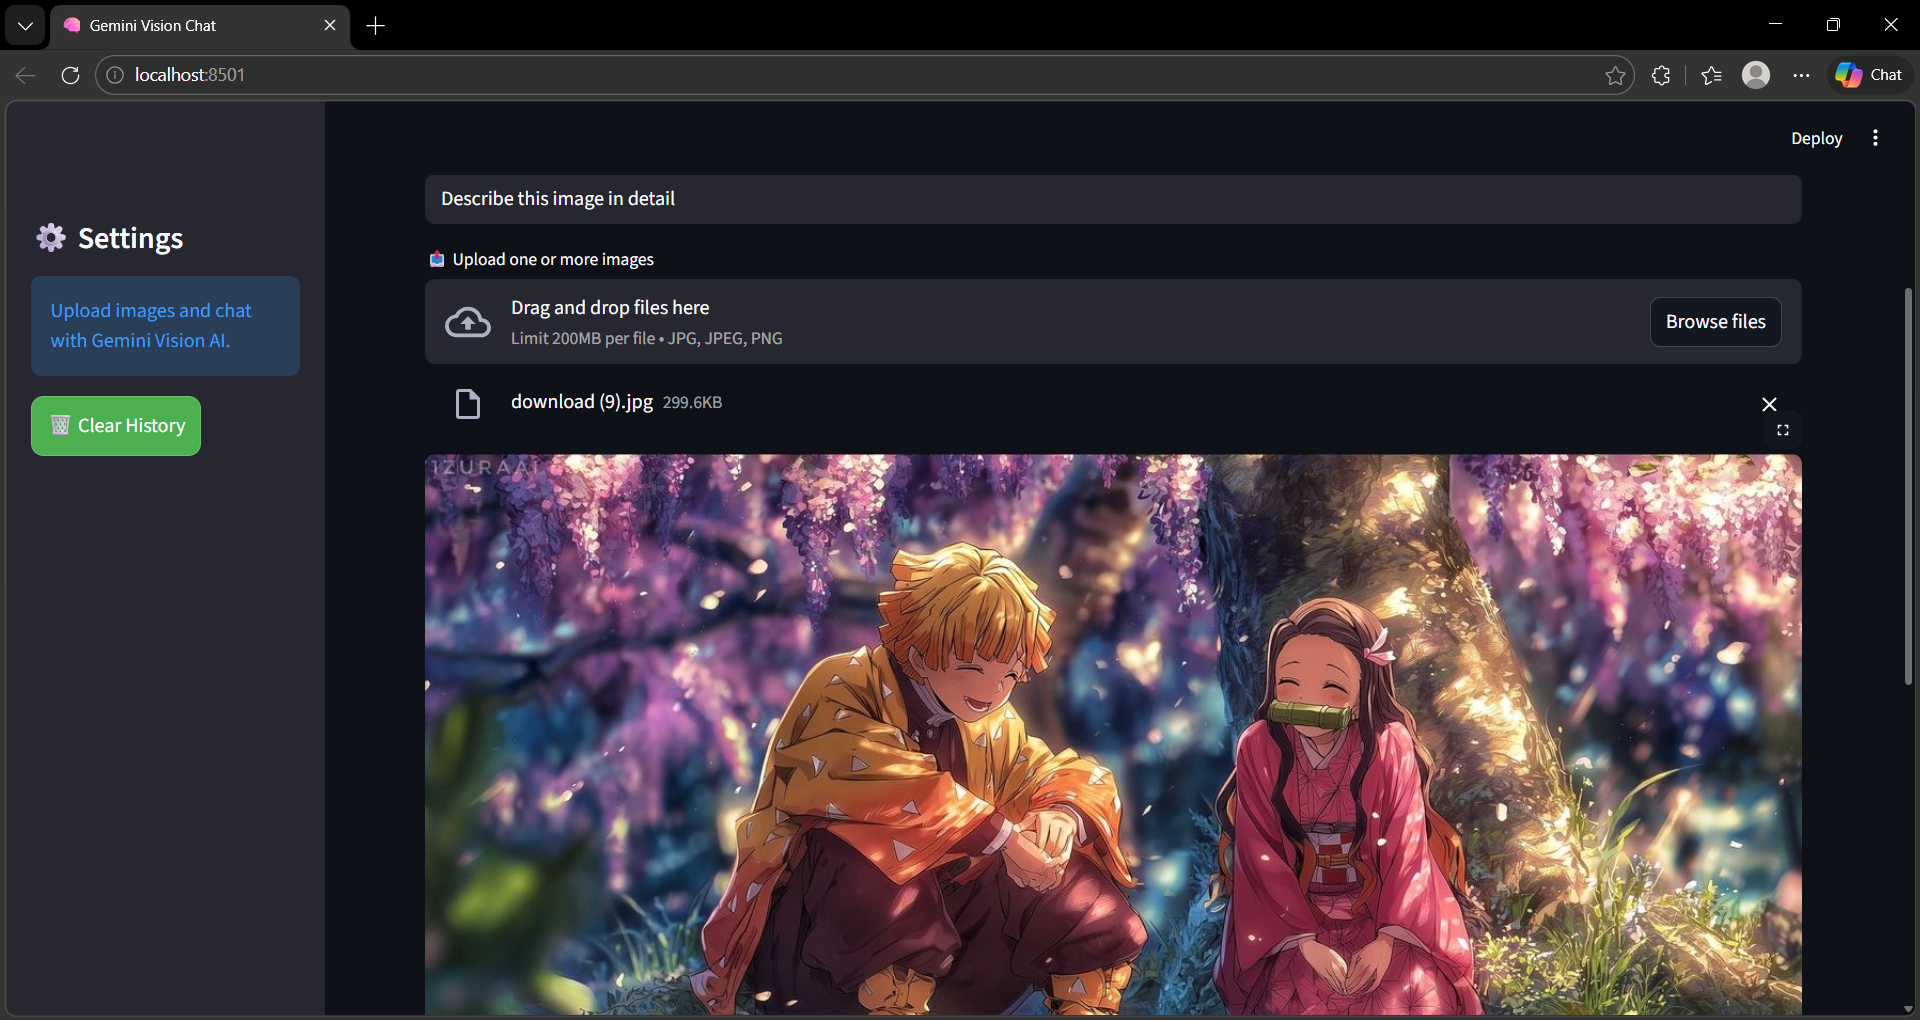 Gemini Vision Chat
localhost:8501
Chat
Deploy
Settings
Upload images and chat
with Gemini Vision AI.
Clear History
Describe this image in detail
Upload one or more images
Drag and drop files here
Limit 200MB per file • JPG, JPEG, PNG
Browse files
download (9).jpg 299.6KB
IZURAAI